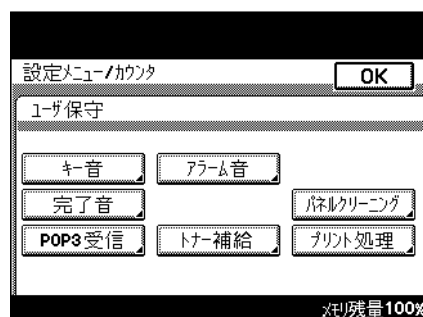 設定ﾒﾆｭｰ/ｶｳﾝﾀ OK
ﾕｰｻﾞ保守
ｷｰ音 ｱﾗｰﾑ音
完了音 ﾊﾟﾈﾙｸﾘｰﾆﾝｸﾞ
POP3受信 ﾄﾅｰ補給 ﾌﾟﾘﾝﾄ処理
ﾒﾓﾘ残量100%